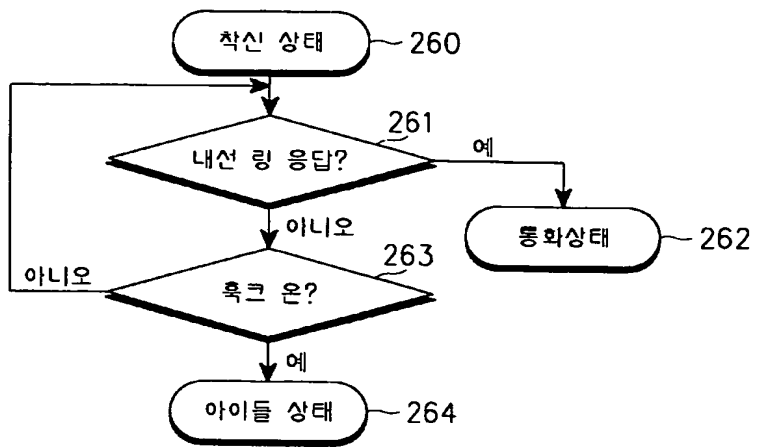 착신 상태
260
261
내선 링 응답?
예
이니오
통화상태
262
263
아니오
훅크 온?
예
아이들 상태
264